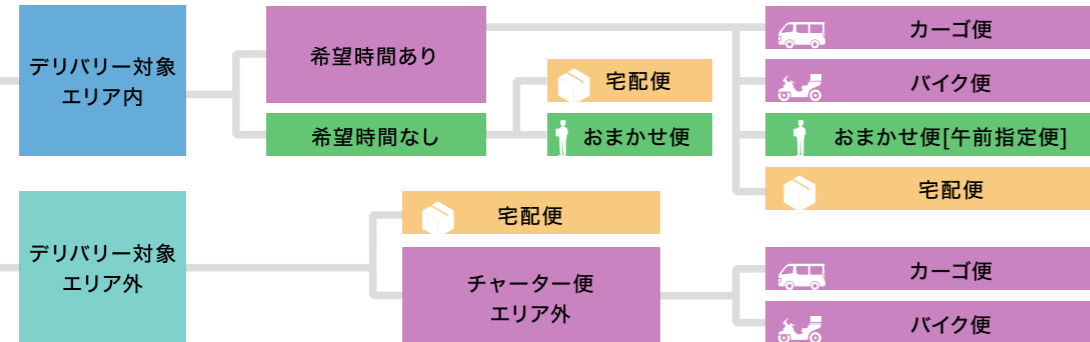 デリバリー対象
エリア内
希望時間あり
希望時間なし
宅配便
おまかせ便
カーゴ便
バイク便
おまかせ便[午前指定便]
宅配便
デリバリー対象
エリア外
宅配便
チャーター便
エリア外
カーゴ便
バイク便